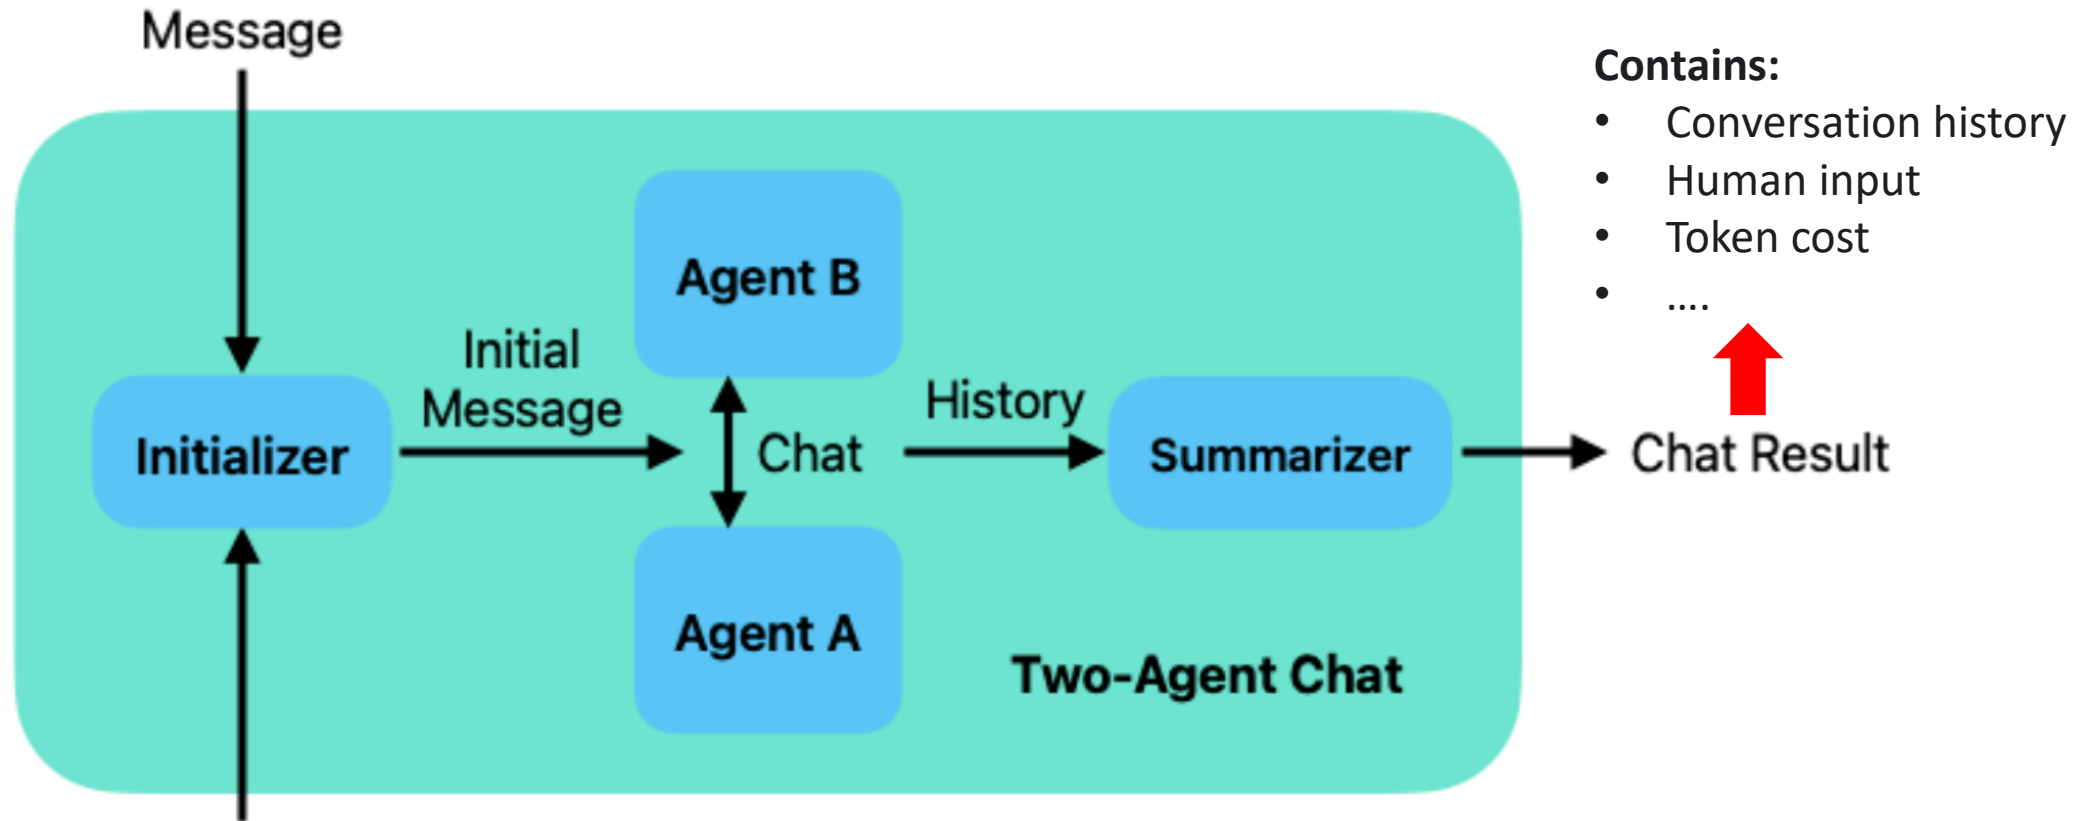 Message
Contains:
• Conversation history
• Human input
• Token cost
• ....
Agent B
Initial
Message
History
Initializer
Chat
Summarizer
Chat Result
Agent A
Two-Agent Chat